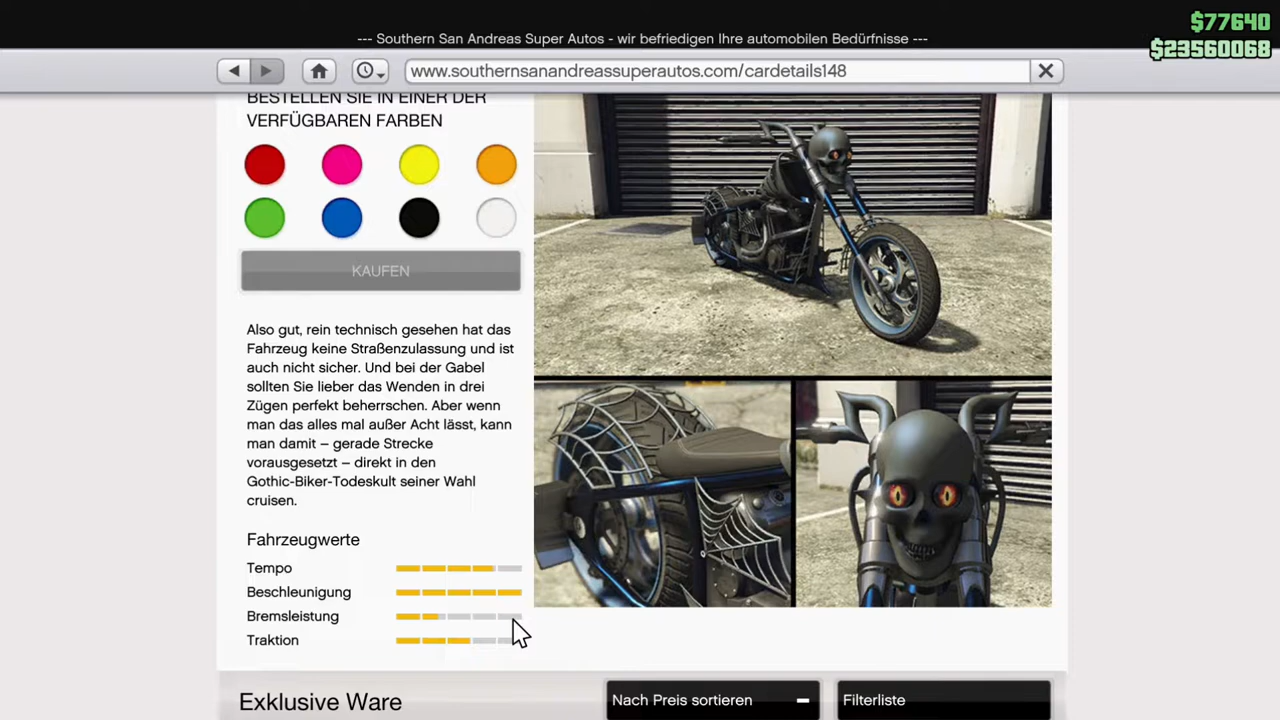 $77640
--- Southern San Andreas Super Autos - wir befriedigen Ihre automobilen Bedürfnisse ---
$23560068
www.southernsanandreassuperautos.com/cardetails148
BESTELLEN SIE IN EINER DER
VERFÜGBAREN FARBEN
KAUFEN
Also gut, rein technisch gesehen hat das
Fahrzeug keine Straßenzulassung und ist
auch nicht sicher. Und bei der Gabel
sollten Sie lieber das Wenden in drei
Zügen perfekt beherrschen. Aber wenn
man das alles mal außer Acht lässt, kann
man damit – gerade Strecke
vorausgesetzt – direkt in den
Gothic-Biker-Todeskult seiner Wahl
cruisen.
Fahrzeugwerte
Tempo
Beschleunigung
Bremsleistung
Traktion
Exklusive Ware
Nach Preis sortieren
Filterliste